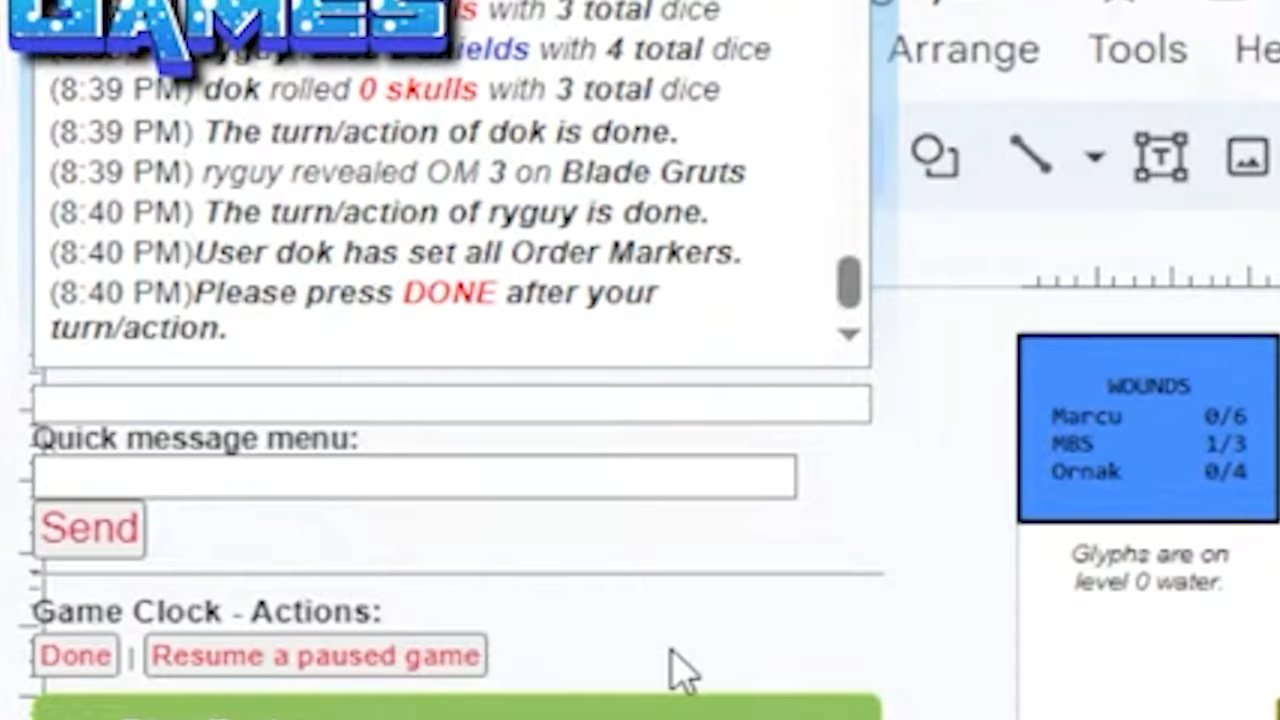 GAMES
with 3 total dice
with 4 total dice
(8:39 PM) dok rolled 0 skulls with 3 total dice
(8:39 PM) The turn/action of dok is done.
(8:39 PM) ryguy revealed OM 3 on Blade Gruts
(8:40 PM) The turn/action of ryguy is done.
(8:40 PM)User dok has set all Order Markers.
(8:40 PM)Please press DONE after your
turn/action.
Quick message menu:
Send
Game Clock - Actions:
Done | Resume a paused game
Arrange Tools
WOUNDS
Marcu 0/6
MBS 1/3
Ornak 0/4
Glyphs are on
level 0 water.